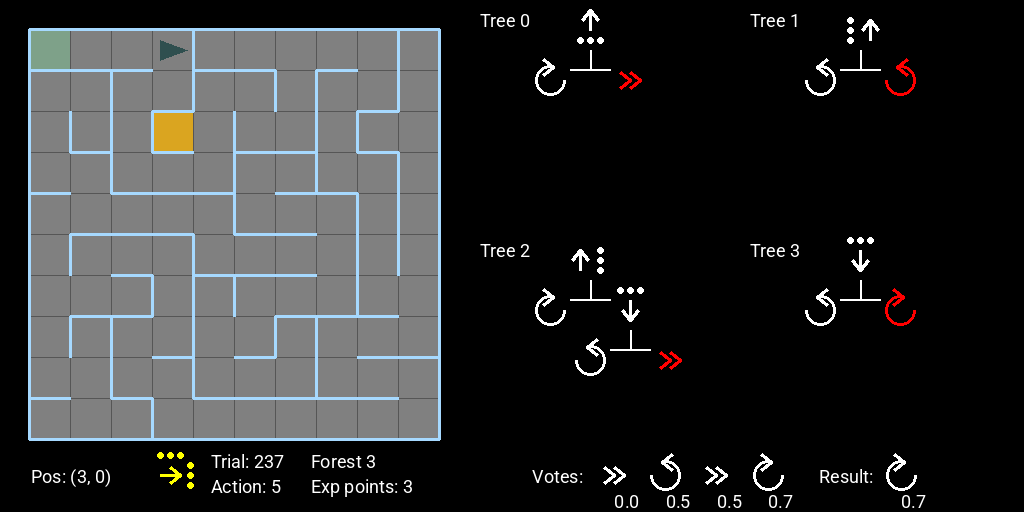 Tree 0
Tree 1
Tree 2
Tree 3
Pos: (3, 0)
Trial: 237
Forest 3
Action: 5
Exp points: 3
Votes:
0.0
0.5
0.5
0.7
Result:
0.7